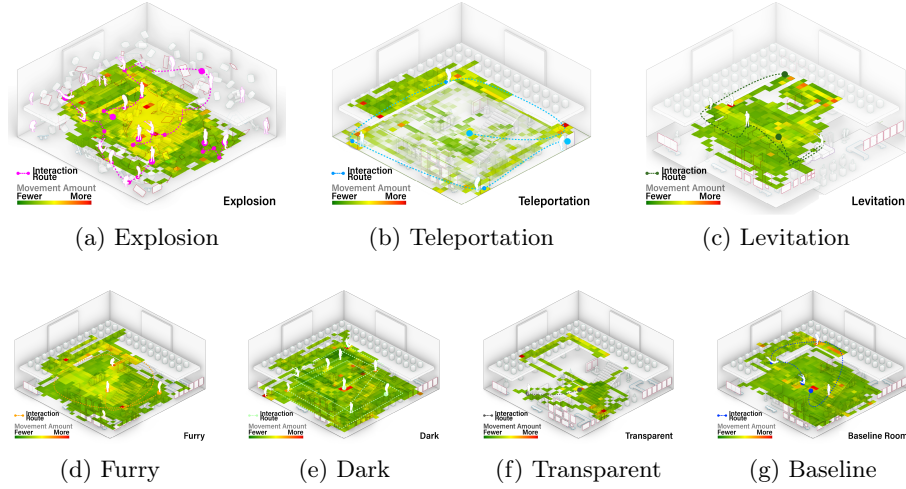 Interaction
Route
Movement Amount
Fewer More
Explosion
(a) Explosion
Interaction
Route
Movement Amount
Fewer More
Teleportation
(b) Teleportation
Interaction
Route
Movement Amount
Fewer More
Levitation
(c) Levitation
Interaction
Route
Movement Amount
Fewer More
Furry
(d) Furry
Interaction
Route
Movement Amount
Fewer More
Dark
(e) Dark
Interaction
Route
Movement Amount
Fewer More
Transparent
(f) Transparent
Interaction
Route
Movement Amount
Fewer More
Baseline Room
(g) Baseline